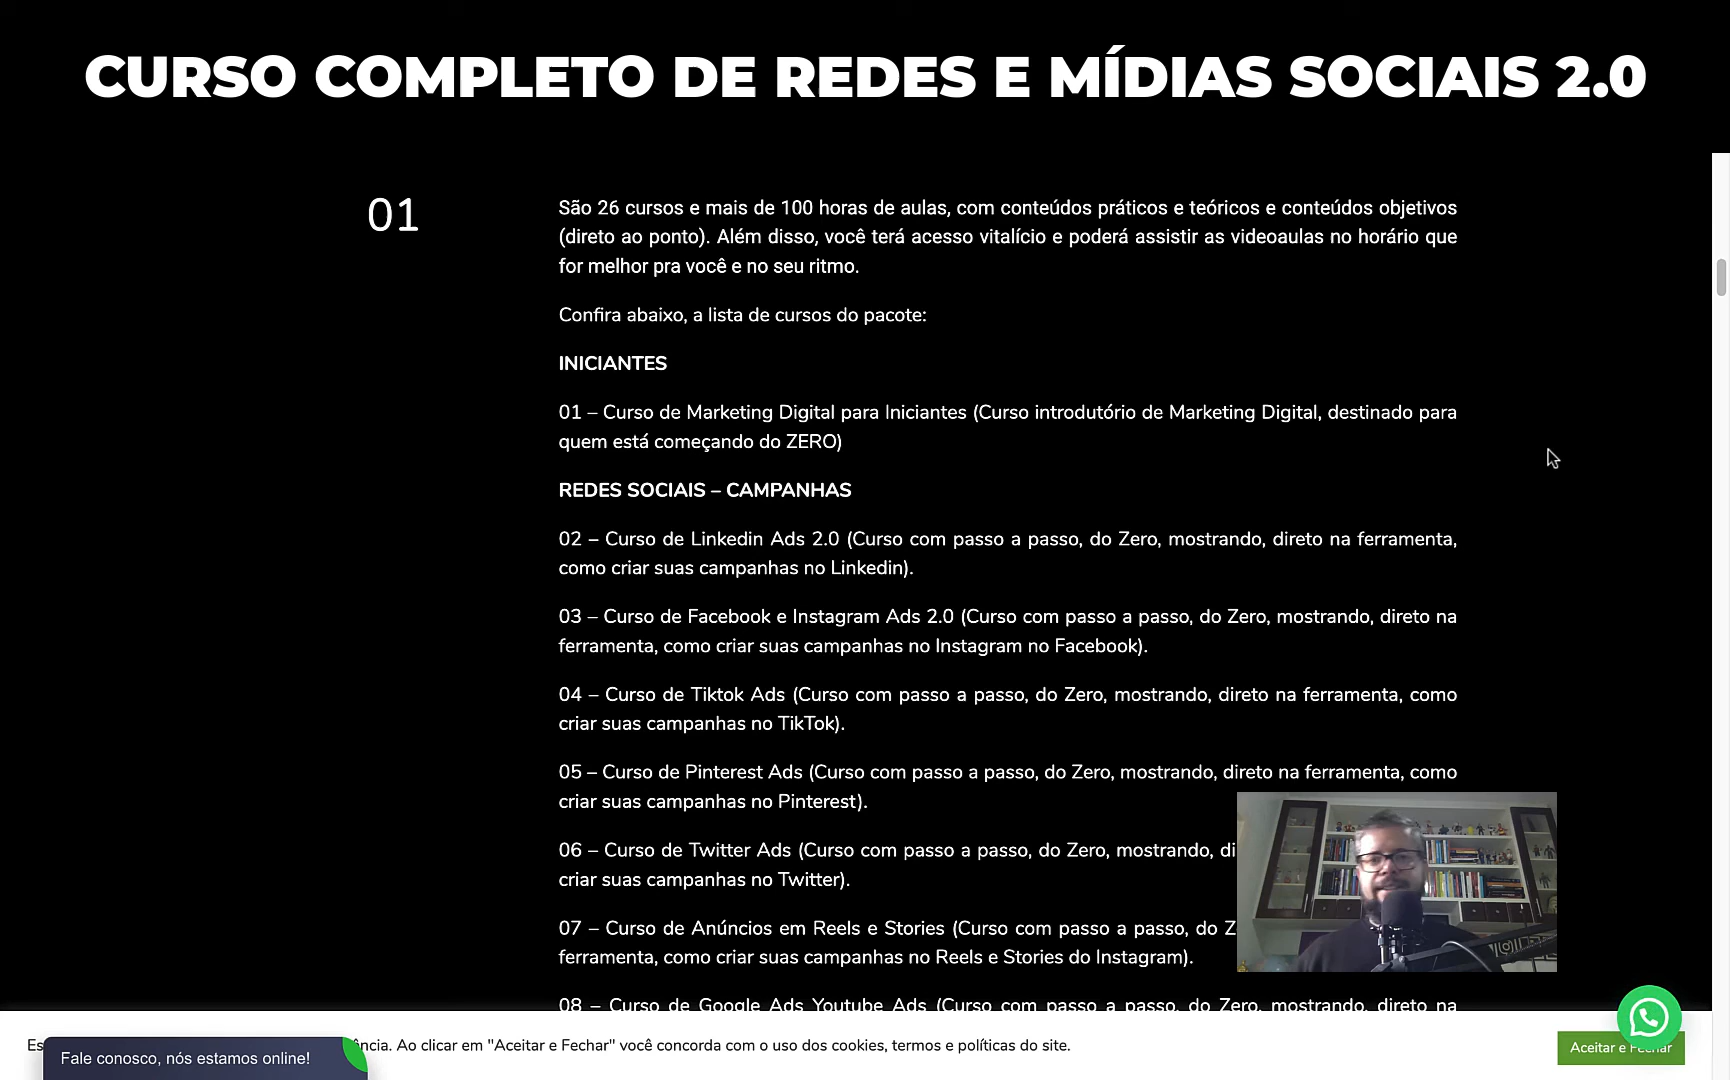 CURSO COMPLETO DE REDES E MÍDIAS SOCIAIS 2.0
01
São 26 cursos e mais de 100 horas de aulas, com conteúdos práticos e teóricos e conteúdos objetivos
(direto ao ponto). Além disso, você terá acesso vitalício e poderá assistir as videoaulas no horário que
for melhor pra você e no seu ritmo.
Confira abaixo, a lista de cursos do pacote:
INICIANTES
01 – Curso de Marketing Digital para Iniciantes (Curso introdutório de Marketing Digital, destinado para
quem está começando do ZERO)
REDES SOCIAIS – CAMPANHAS
02 – Curso de Linkedin Ads 2.0 (Curso com passo a passo, do Zero, mostrando, direto na ferramenta,
como criar suas campanhas no Linkedin).
03 – Curso de Facebook e Instagram Ads 2.0 (Curso com passo a passo, do Zero, mostrando, direto na
ferramenta, como criar suas campanhas no Instagram no Facebook).
04 – Curso de Tiktok Ads (Curso com passo a passo, do Zero, mostrando, direto na ferramenta, como
criar suas campanhas no TikTok).
05 – Curso de Pinterest Ads (Curso com passo a passo, do Zero, mostrando, direto na ferramenta, como
criar suas campanhas no Pinterest).
06 – Curso de Twitter Ads (Curso com passo a passo, do Zero, mostrando, di
criar suas campanhas no Twitter).
07 – Curso de Anúncios em Reels e Stories (Curso com passo a passo, do Z
ferramenta, como criar suas campanhas no Reels e Stories do Instagram).
08 – Curso de Google Ads Youtube Ads (Curso com passo a passo, do Zero, mostrando, direto na
Es
ência. Ao clicar em "Aceitar e Fechar" você concorda com o uso dos cookies, termos e políticas do site.
Fale conosco, nós estamos online!
Aceitar e Fechar